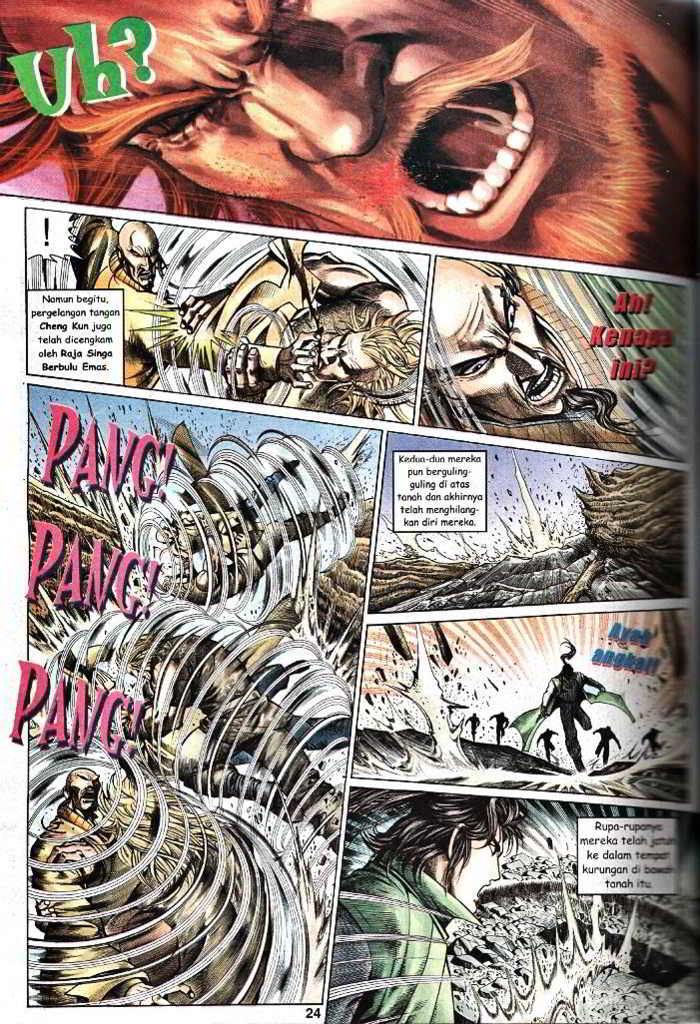 Uh?
!
Namun begitu,
pergelangan tangan
Cheng Kun juga
telah dicengkam
oleh Raja Singa
Berbulu Emas.
Ah!
Kenapa
ini?
PANG!
PANG!
PANG!
Kedua-dua mereka
pun berguling-
guling di atas
tanah dan akhirnya
telah menghilang-
kan diri mereka.
angkat!
Rupa-rupanya
mereka telah jatuh
ke dalam tempat
kurungan di bawah
tanah itu.
24